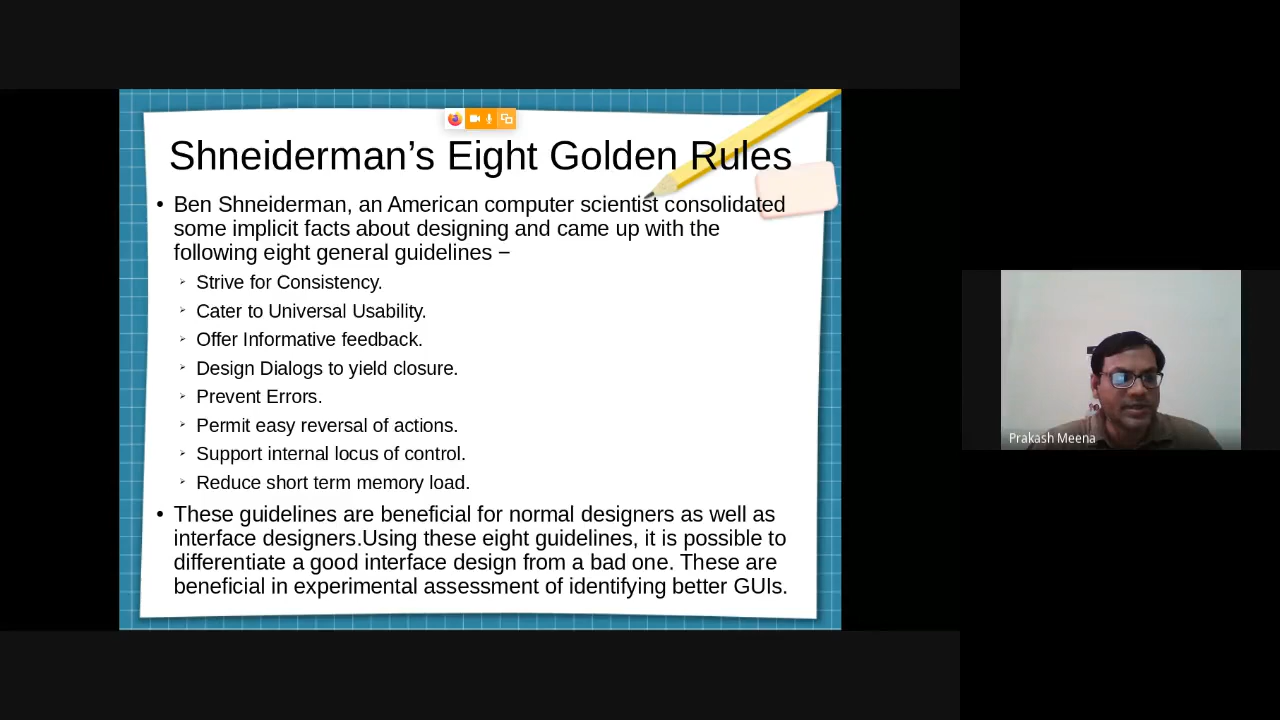 Shneiderman’s Eight Golden Rules
• Ben Shneiderman, an American computer scientist consolidated
some implicit facts about designing and came up with the
following eight general guidelines −
➢ Strive for Consistency.
➢ Cater to Universal Usability.
➢ Offer Informative feedback.
➢ Design Dialogs to yield closure.
➢ Prevent Errors.
➢ Permit easy reversal of actions.
➢ Support internal locus of control.
➢ Reduce short term memory load.
• These guidelines are beneficial for normal designers as well as
interface designers.Using these eight guidelines, it is possible to
differentiate a good interface design from a bad one. These are
beneficial in experimental assessment of identifying better GUIs.
Prakash Meena